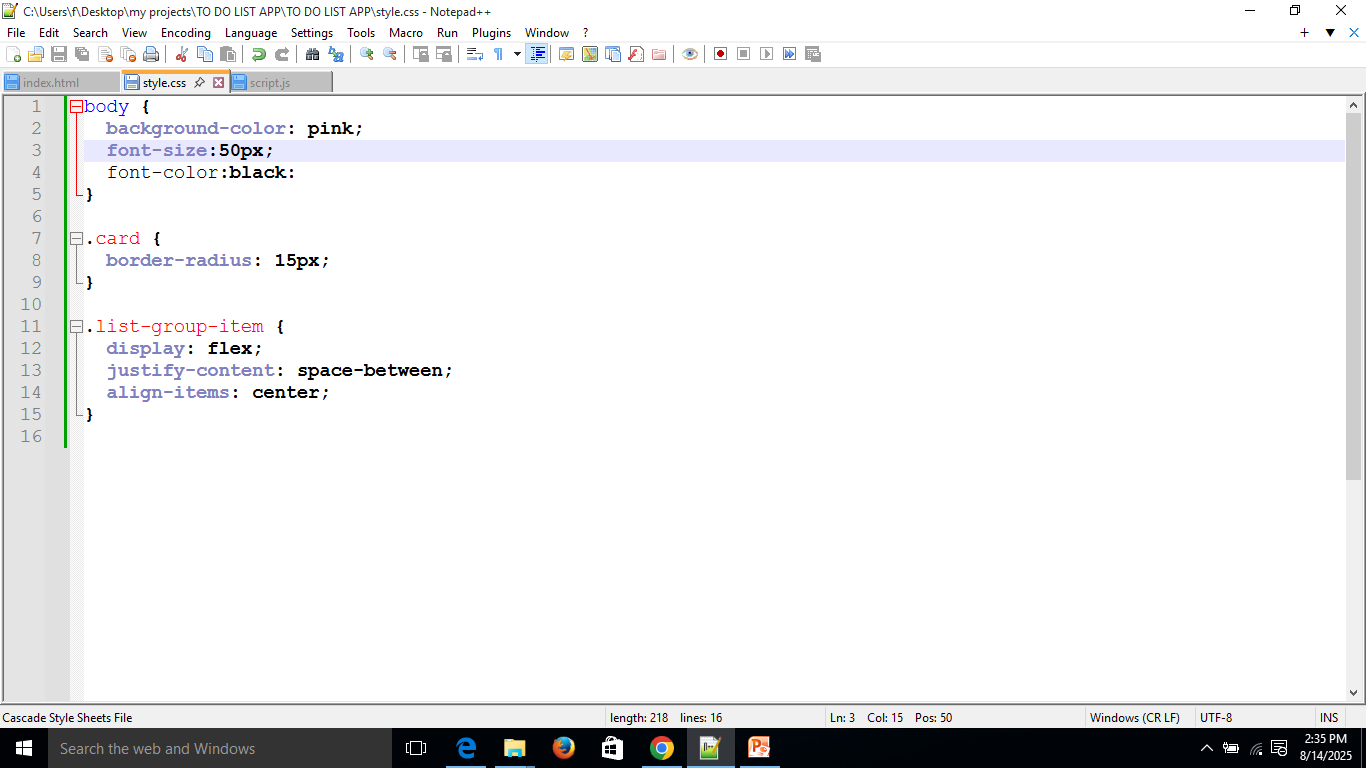 C:\Users\f\Desktop\my projects\TO DO LIST APP\TO DO LIST APP\style.css - Notepad++
File Edit Search View Encoding Language Settings Tools Macro Run Plugins Window ?
index.html style.css script.js
1 body {
2 background-color: pink;
3 font-size:50px;
4 font-color:black:
5 }
6
7 .card {
8 border-radius: 15px;
9 }
10
11 .list-group-item {
12 display: flex;
13 justify-content: space-between;
14 align-items: center;
15 }
16
Cascade Style Sheets File length: 218 lines: 16 Ln: 3 Col: 15 Pos: 50 Windows (CR LF) UTF-8 INS
Search the web and Windows
2:35 PM
8/14/2025